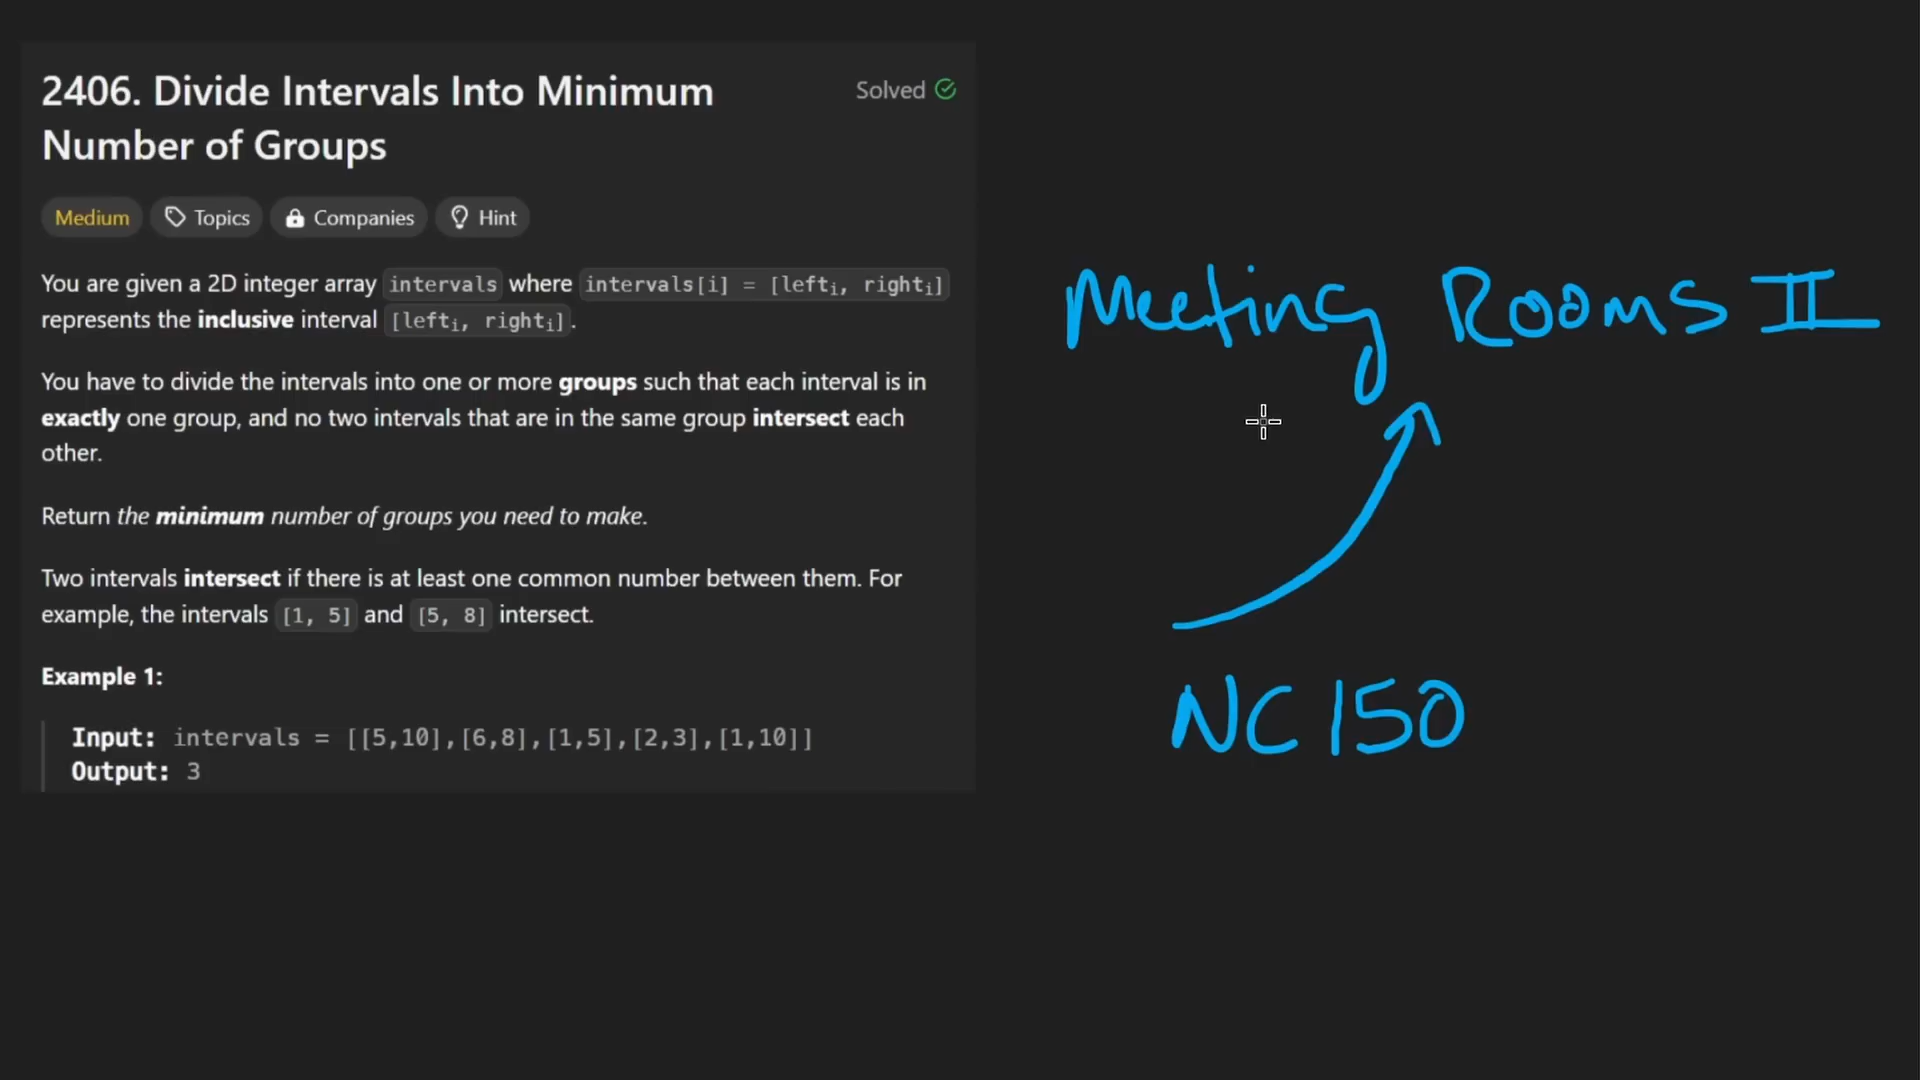 2406. Divide Intervals Into Minimum
Number of Groups
Solved
Medium
Topics
Companies
Hint
You are given a 2D integer array intervals where intervals[i] = [leftᵢ, rightᵢ]
represents the inclusive interval [leftᵢ, rightᵢ].
You have to divide the intervals into one or more groups such that each interval is in
exactly one group, and no two intervals that are in the same group intersect each
other.
Return the minimum number of groups you need to make.
Two intervals intersect if there is at least one common number between them. For
example, the intervals [1, 5] and [5, 8] intersect.
Example 1:
Input: intervals = [[5,10],[6,8],[1,5],[2,3],[1,10]]
Output: 3
Meeting Rooms II
NC150